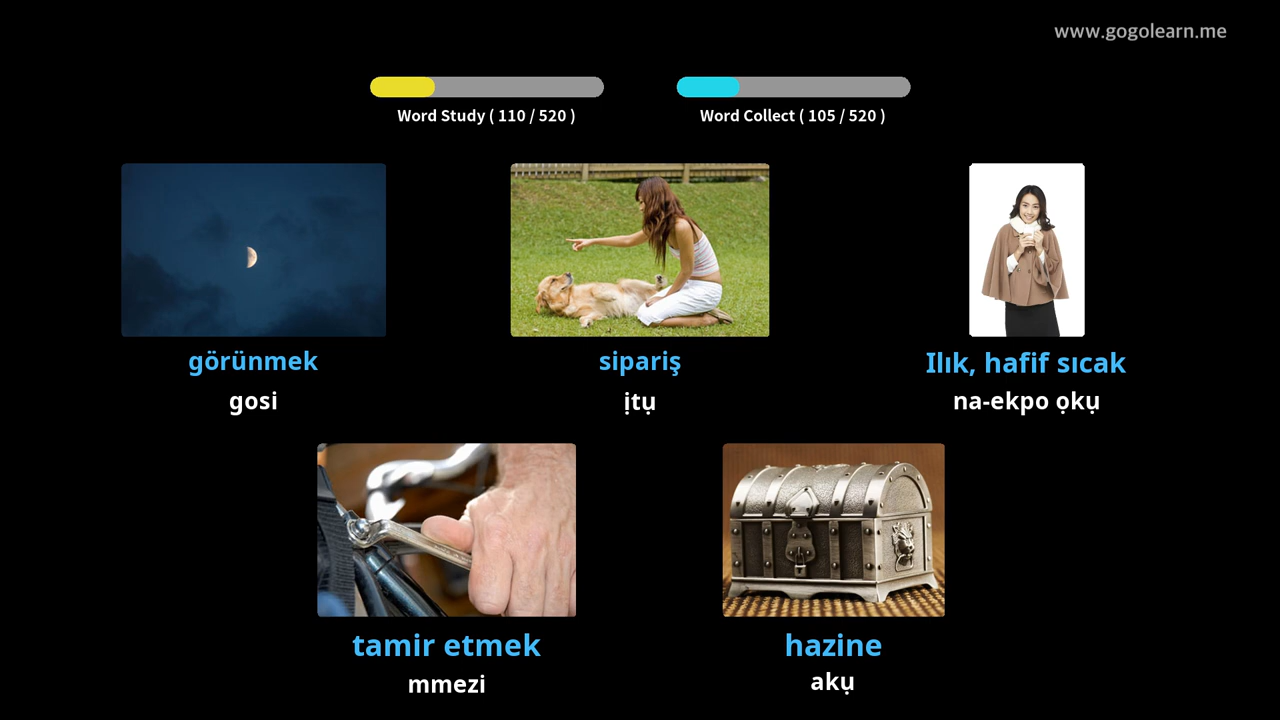 www.gogolearn.me
Word Study ( 110 / 520 )
Word Collect ( 105 / 520 )
görünmek
gosi
sipariş
ịtụ
Ilık, hafif sıcak
na-ekpo ọkụ
tamir etmek
mmezi
hazine
akụ